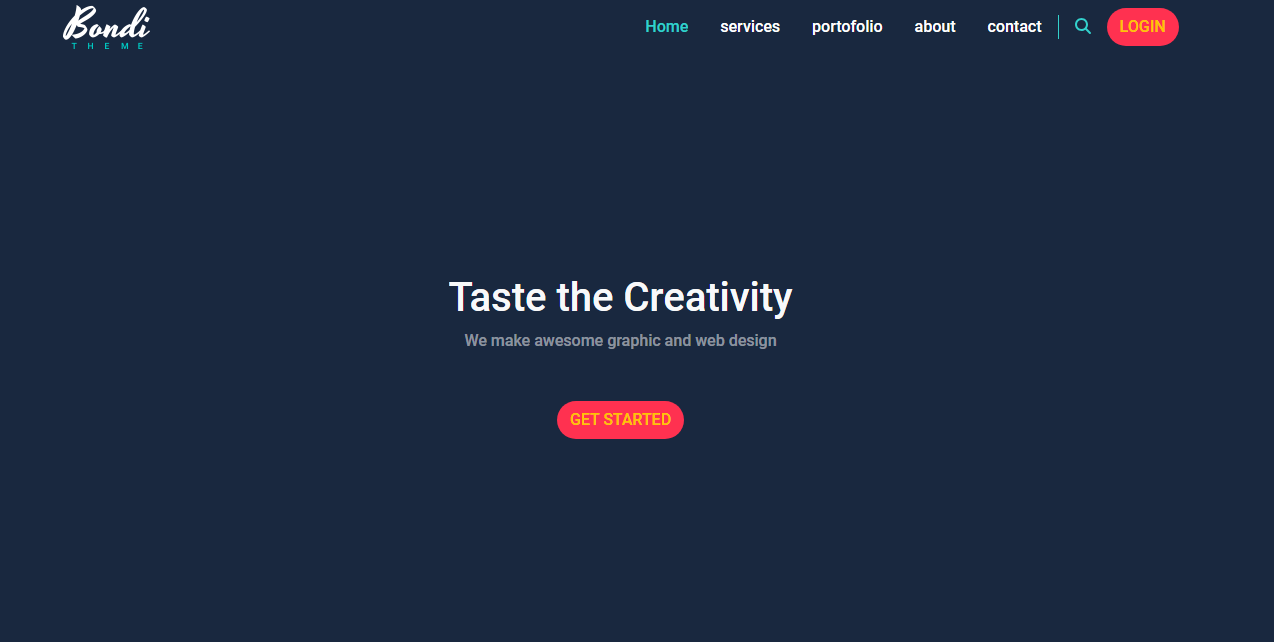 Bondi
THEME
Home services portofolio about contact LOGIN
Taste the Creativity
We make awesome graphic and web design
GET STARTED